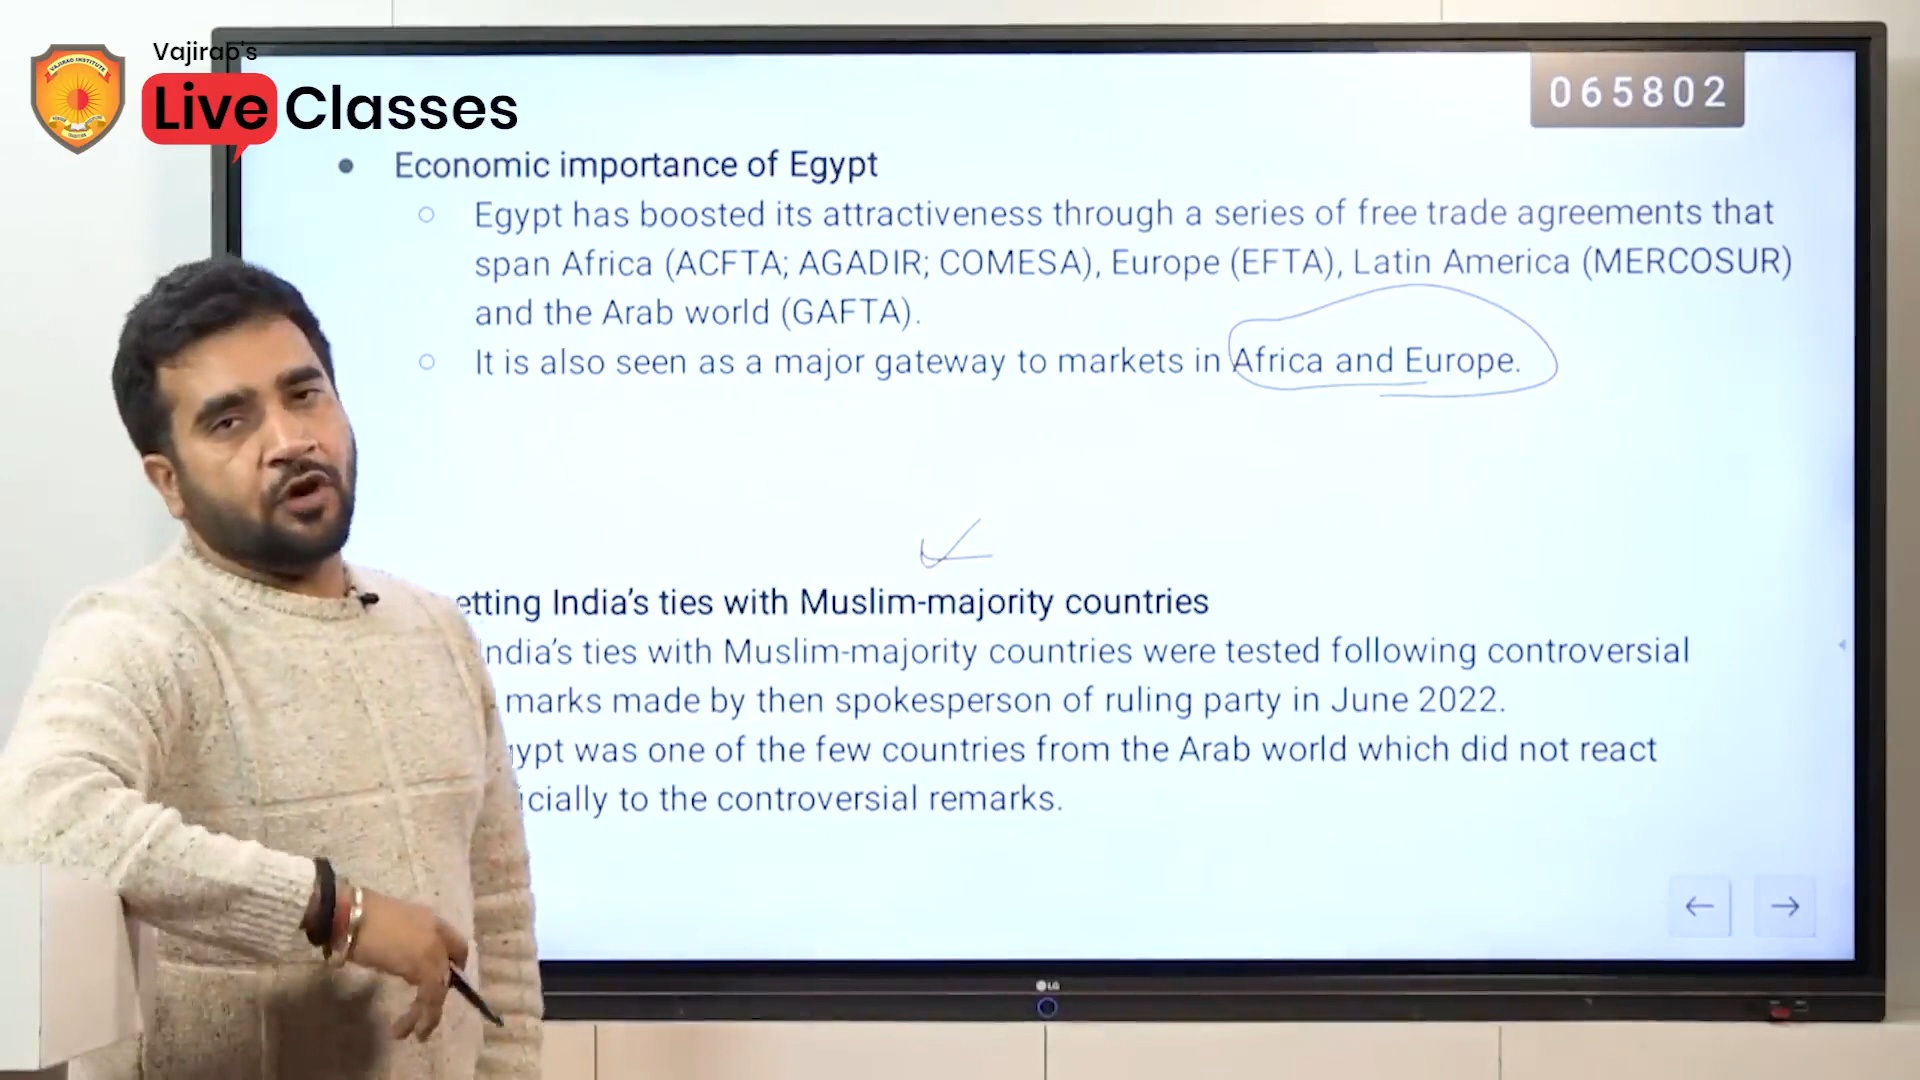 Vajirao's
Live Classes
VAJIRAO INSTITUTE
065802
• Economic importance of Egypt
○ Egypt has boosted its attractiveness through a series of free trade agreements that
span Africa (ACFTA; AGADIR; COMESA), Europe (EFTA), Latin America (MERCOSUR)
and the Arab world (GAFTA).
○ It is also seen as a major gateway to markets in Africa and Europe.
etting India's ties with Muslim-majority countries
ndia's ties with Muslim-majority countries were tested following controversial
marks made by then spokesperson of ruling party in June 2022.
gypt was one of the few countries from the Arab world which did not react
icially to the controversial remarks.
← →
LG